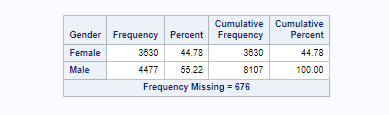 Gender Frequency Percent Cumulative Frequency Cumulative Percent
Female 3630 44.78 3630 44.78
Male 4477 55.22 8107 100.00
Frequency Missing = 676